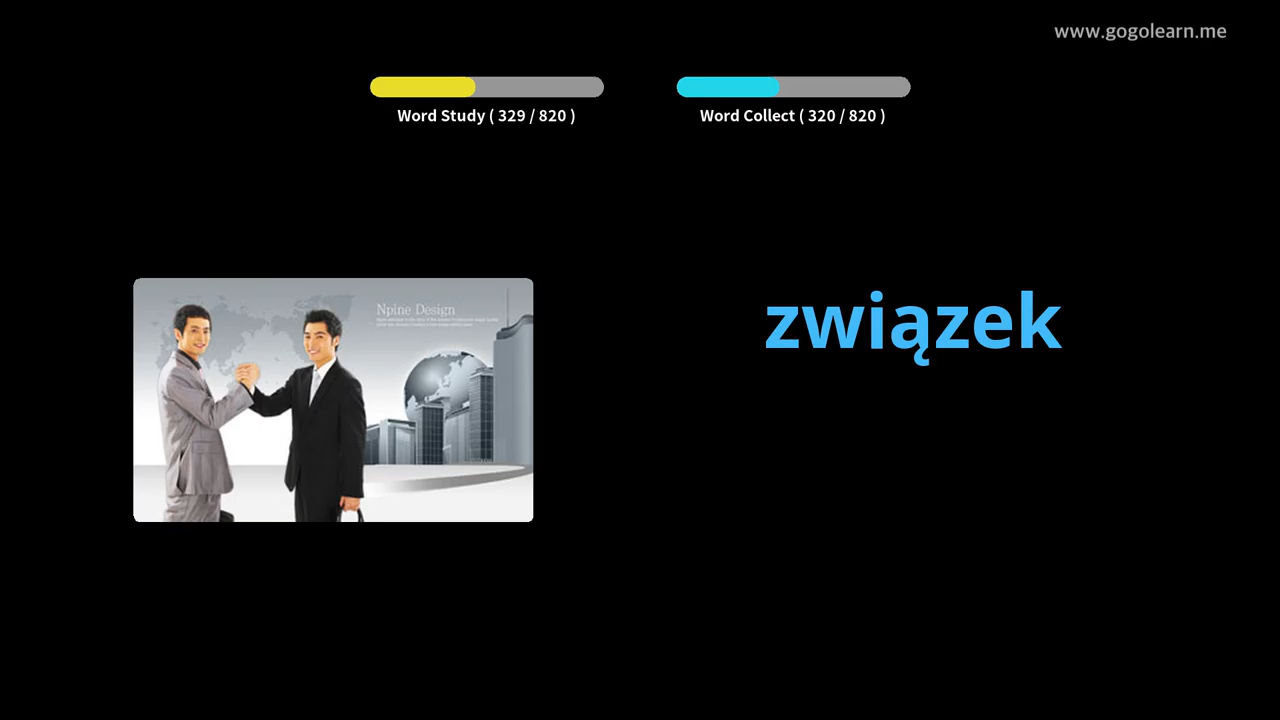 www.gogolearn.me
Word Study ( 329 / 820 )
Word Collect ( 320 / 820 )
Npine Design
związek